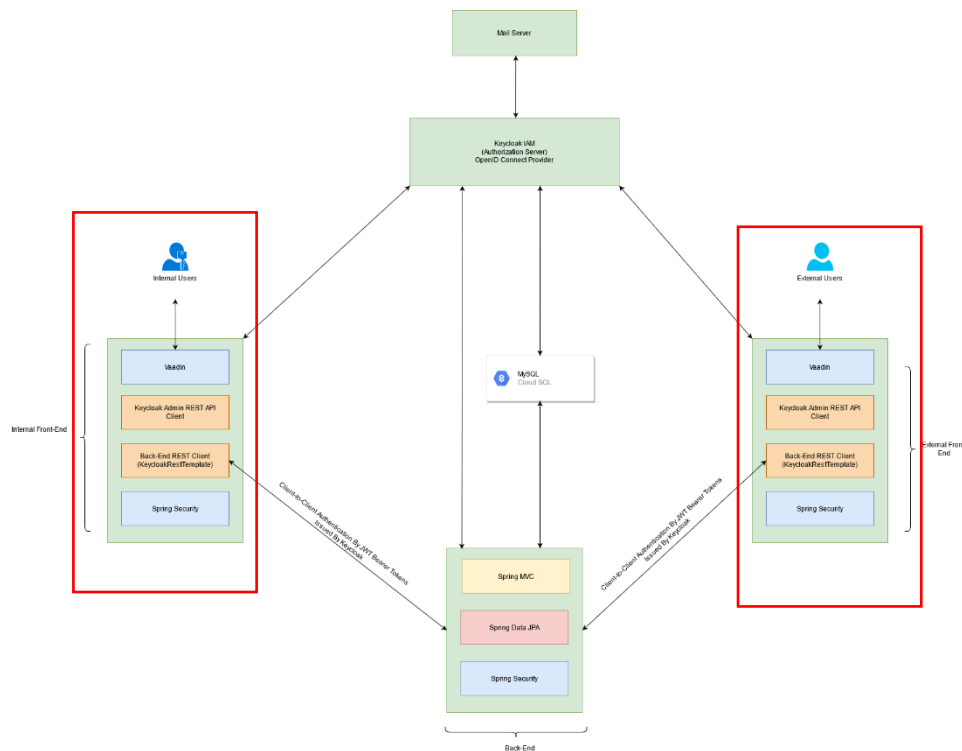 Mail Server
Keycloak IAM
(Authorization Server)
OpenID Connect Provider
Internal Users
External Users
Vaadin
Keycloak Admin REST API
Client
Back-End REST Client
(KeycloakRestTemplate)
Spring Security
Internal Front-End
MySQL
Cloud SQL
Vaadin
Keycloak Admin REST API
Client
Back-End REST Client
(KeycloakRestTemplate)
Spring Security
External Fron
End
Client-to-Client Authentication By JWT Bearer Tokens
Issued By Keycloak
Client-to-Client Authentication By JWT Bearer Tokens
Issued By Keycloak
Spring MVC
Spring Data JPA
Spring Security
Back-End